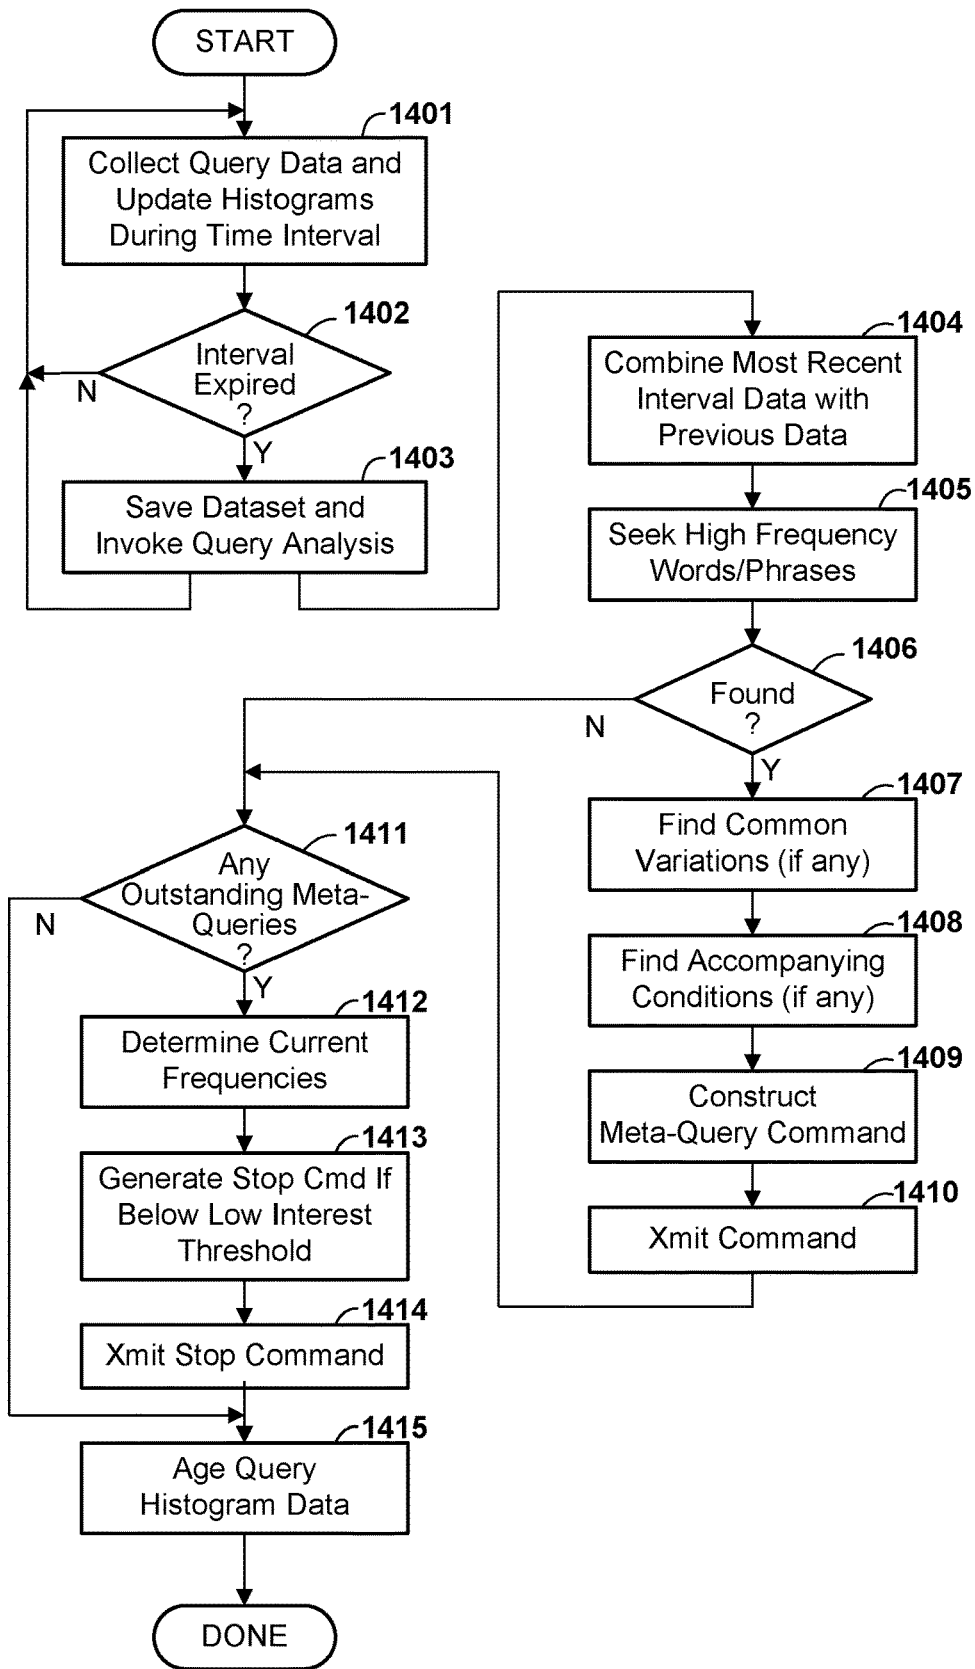 START
1401
Collect Query Data and
Update Histograms
During Time Interval
1402
Interval
Expired
?
N
Y
1403
Save Dataset and
Invoke Query Analysis
1404
Combine Most Recent
Interval Data with
Previous Data
1405
Seek High Frequency
Words/Phrases
1406
Found
?
N
Y
1407
Find Common
Variations (if any)
1408
Find Accompanying
Conditions (if any)
1409
Construct
Meta-Query Command
1410
Xmit Command
1411
Any
Outstanding Meta-
Queries
?
N
Y
1412
Determine Current
Frequencies
1413
Generate Stop Cmd If
Below Low Interest
Threshold
1414
Xmit Stop Command
1415
Age Query
Histogram Data
DONE